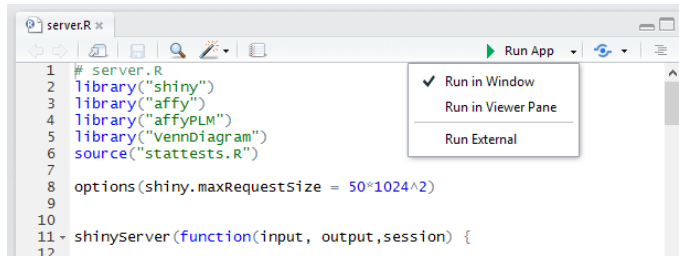 server.R ×
Run App
1 # server.R
2 library("shiny")
3 library("affy")
4 library("affyPLM")
5 library("VennDiagram")
6 source("stattests.R")
7
8 options(shiny.maxRequestSize = 50*1024^2)
9
10
11 shinyServer(function(input, output,session) {
12
Run in Window
Run in Viewer Pane
Run External